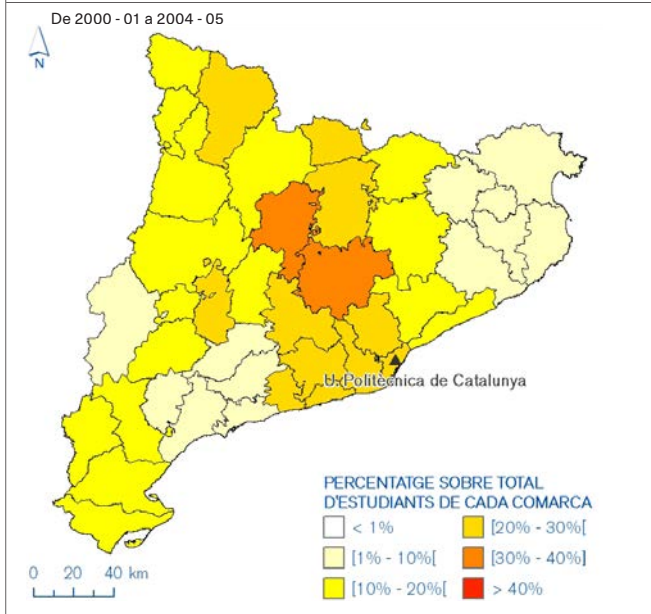 De 2000 - 01 a 2004 - 05
N
U. Politècnica de Catalunya
PERCENTATGE SOBRE TOTAL
D'ESTUDIANTS DE CADA COMARCA
< 1%
[20% - 30%[
[1% - 10%[
[30% - 40%]
[10% - 20%[
> 40%
0 20 40 km